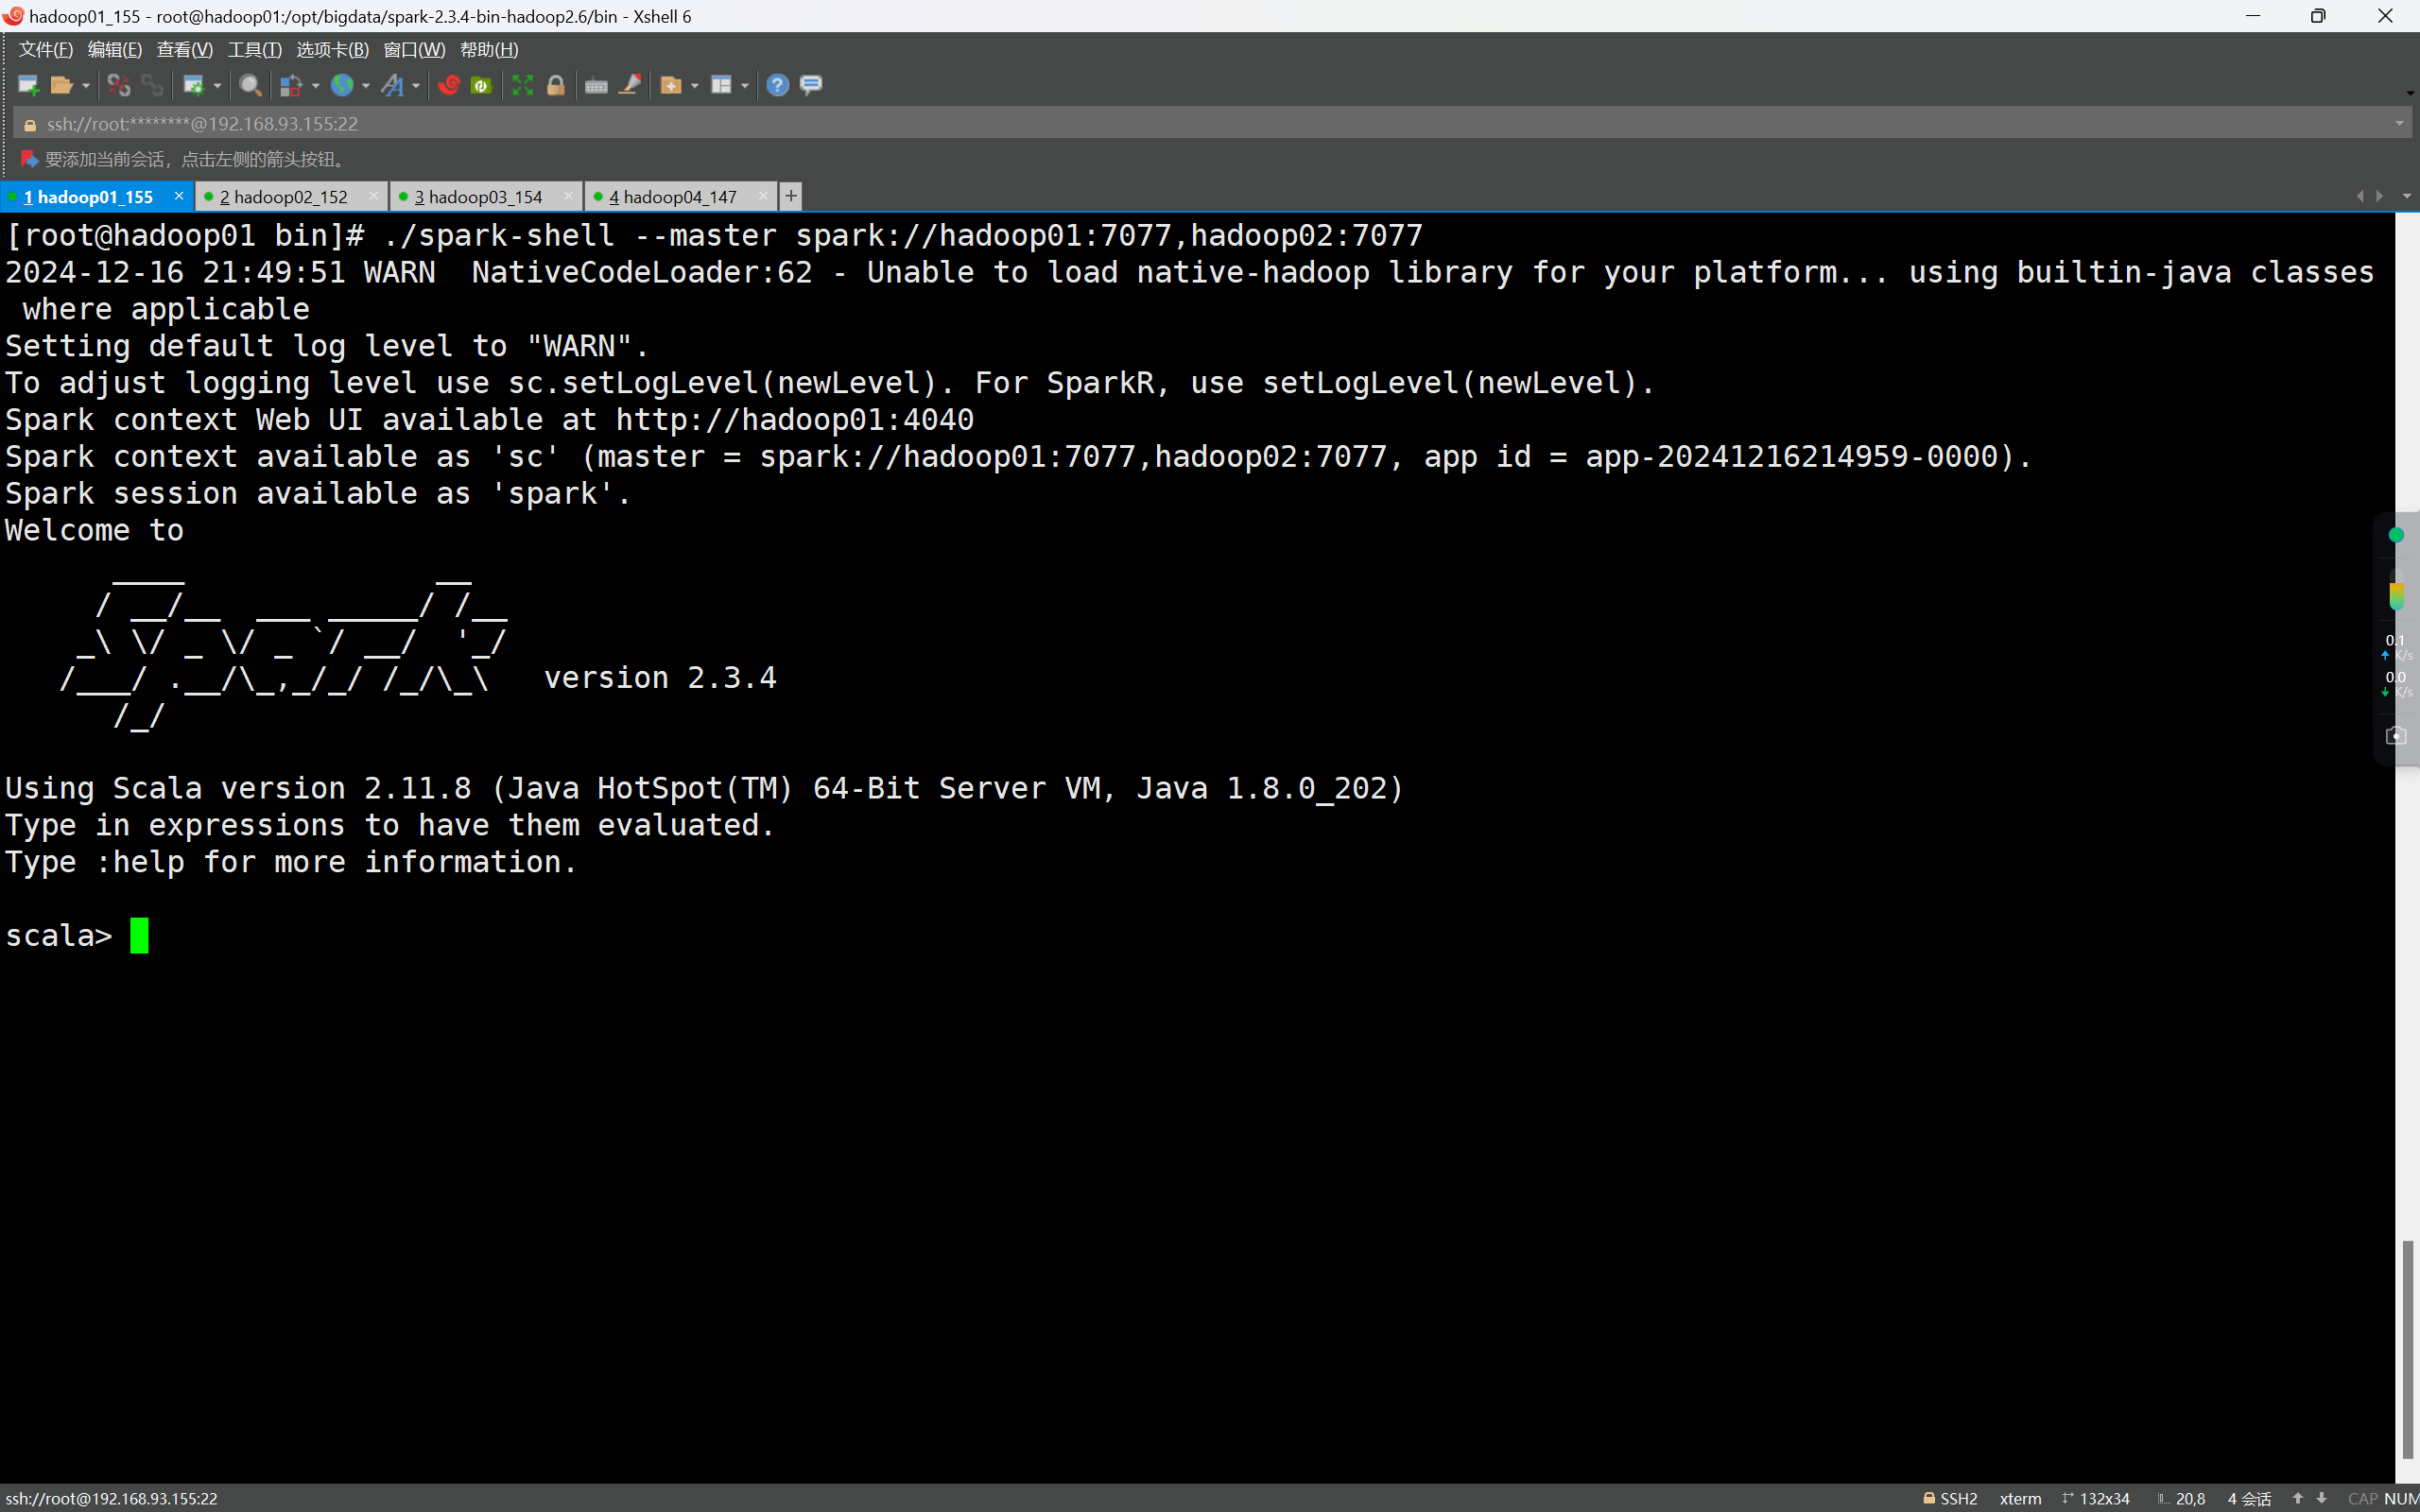 hadoop01_155 - root@hadoop01:/opt/bigdata/spark-2.3.4-bin-hadoop2.6/bin - Xshell 6
文件(F) 编辑(E) 查看(V) 工具(T) 选项卡(B) 窗口(W) 帮助(H)
ssh://root:********@192.168.93.155:22
要添加当前会话，点击左侧的箭头按钮。
1 hadoop01_155 × 2 hadoop02_152 × 3 hadoop03_154 × 4 hadoop04_147 × +
[root@hadoop01 bin]# ./spark-shell --master spark://hadoop01:7077,hadoop02:7077
2024-12-16 21:49:51 WARN  NativeCodeLoader:62 - Unable to load native-hadoop library for your platform... using builtin-java classes
 where applicable
Setting default log level to "WARN".
To adjust logging level use sc.setLogLevel(newLevel). For SparkR, use setLogLevel(newLevel).
Spark context Web UI available at http://hadoop01:4040
Spark context available as 'sc' (master = spark://hadoop01:7077,hadoop02:7077, app id = app-20241216214959-0000).
Spark session available as 'spark'.
Welcome to
      ____              __
     / __/__  ___ _____/ /__
    _\ \/ _ \/ _ `/ __/  '_/
   /___/ .__/\_,_/_/ /_/\_\   version 2.3.4
      /_/
Using Scala version 2.11.8 (Java HotSpot(TM) 64-Bit Server VM, Java 1.8.0_202)
Type in expressions to have them evaluated.
Type :help for more information.
scala>
0.1
K/s
0.0
K/s
ssh://root@192.168.93.155:22 SSH2 xterm 132x34 20,8 4 会话 CAP NUM